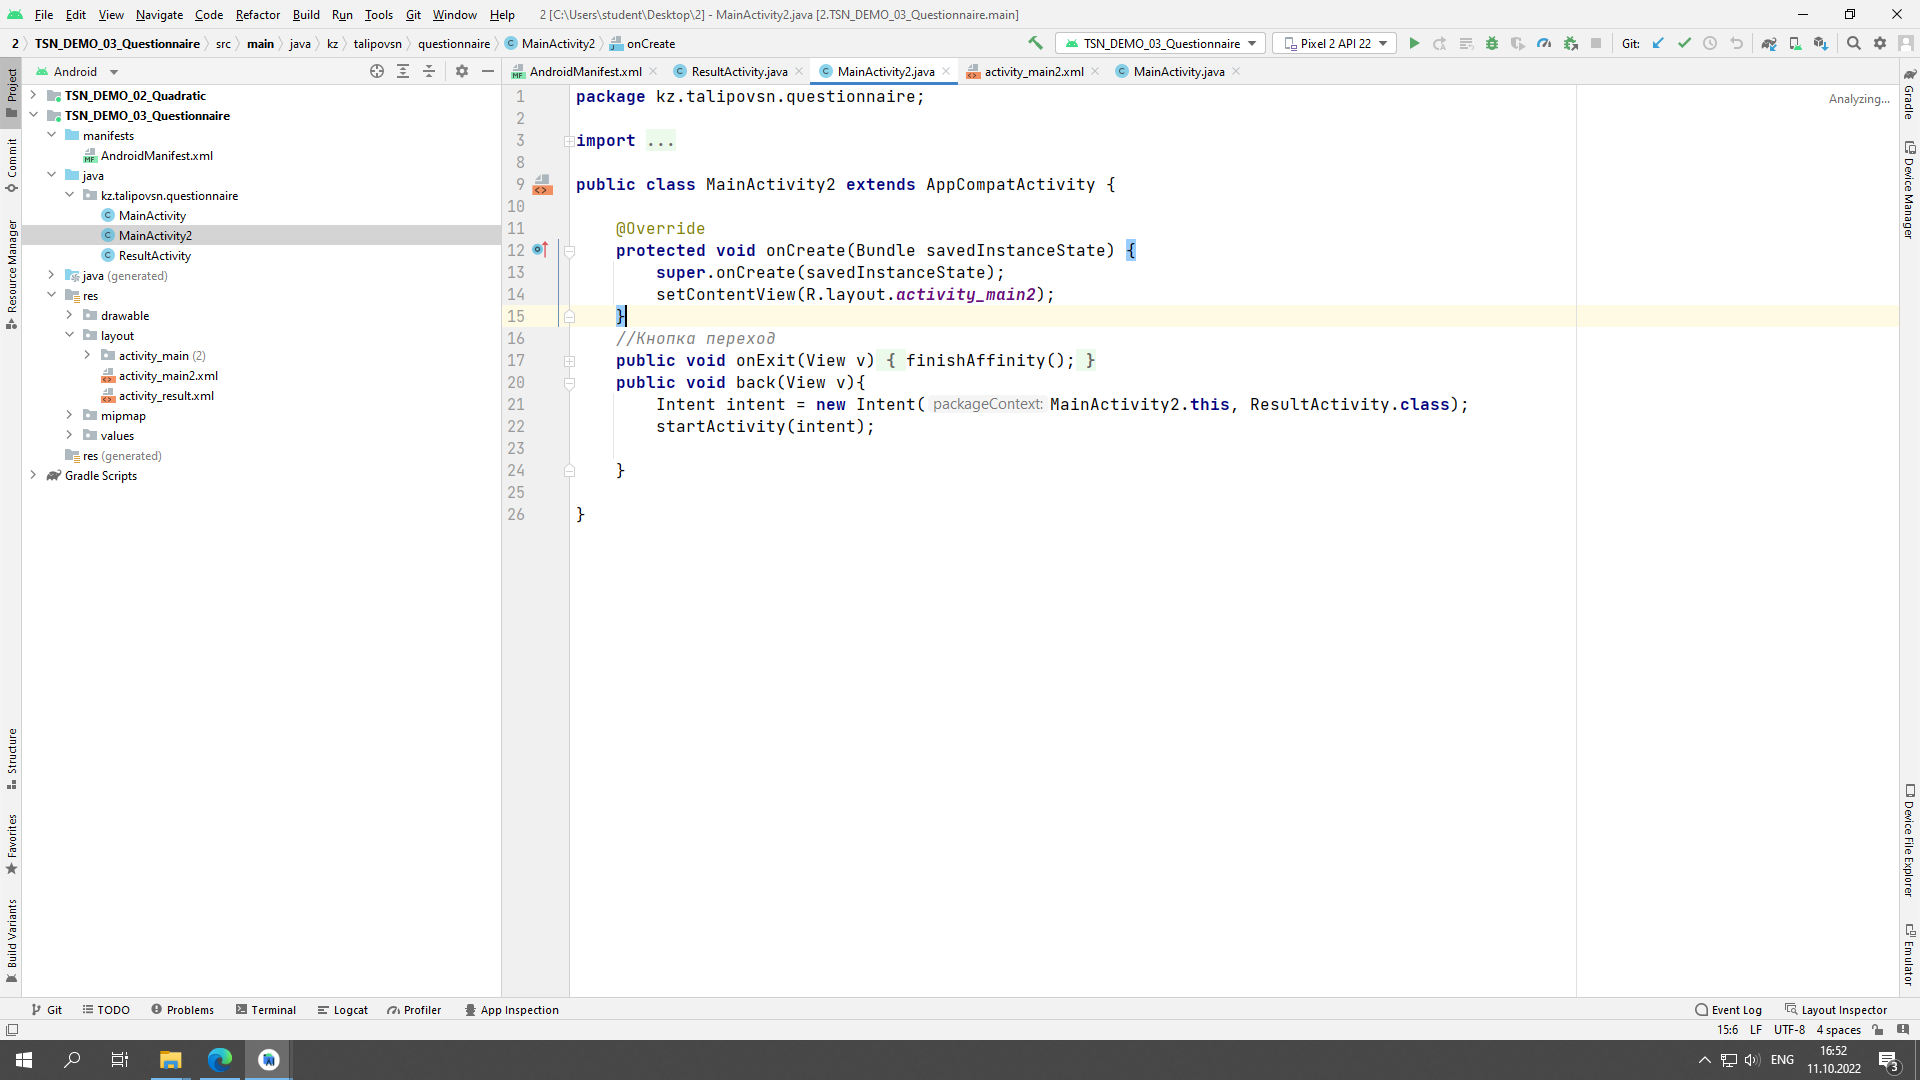 File Edit View Navigate Code Refactor Build Run Tools Git Window Help 2 [C:\Users\student\Desktop\2] - MainActivity2.java [2.TSN_DEMO_03_Questionnaire.main]
2 TSN_DEMO_03_Questionnaire src main java kz talipovsn questionnaire MainActivity2 onCreate TSN_DEMO_03_Questionnaire Pixel 2 API 22 Git:
Android AndroidManifest.xml ResultActivity.java MainActivity2.java activity_main2.xml MainActivity.java
Project
Commit
Resource Manager
Structure
Favorites
Build Variants
TSN_DEMO_02_Quadratic
TSN_DEMO_03_Questionnaire
manifests
AndroidManifest.xml
java
kz.talipovsn.questionnaire
MainActivity
MainActivity2
ResultActivity
java (generated)
res
drawable
layout
activity_main (2)
activity_main2.xml
activity_result.xml
mipmap
values
res (generated)
Gradle Scripts
1 package kz.talipovsn.questionnaire;
2
3 import ...
8
9 public class MainActivity2 extends AppCompatActivity {
10
11 @Override
12 protected void onCreate(Bundle savedInstanceState) {
13 super.onCreate(savedInstanceState);
14 setContentView(R.layout.activity_main2);
15 }
16 //Кнопка переход
17 public void onExit(View v) { finishAffinity(); }
20 public void back(View v){
21 Intent intent = new Intent( packageContext: MainActivity2.this, ResultActivity.class);
22 startActivity(intent);
23
24 }
25
26 }
Analyzing...
Gradle
Device Manager
Device File Explorer
Emulator
Git TODO Problems Terminal Logcat Profiler App Inspection Event Log Layout Inspector
15:6 LF UTF-8 4 spaces
ENG 16:52
11.10.2022 3